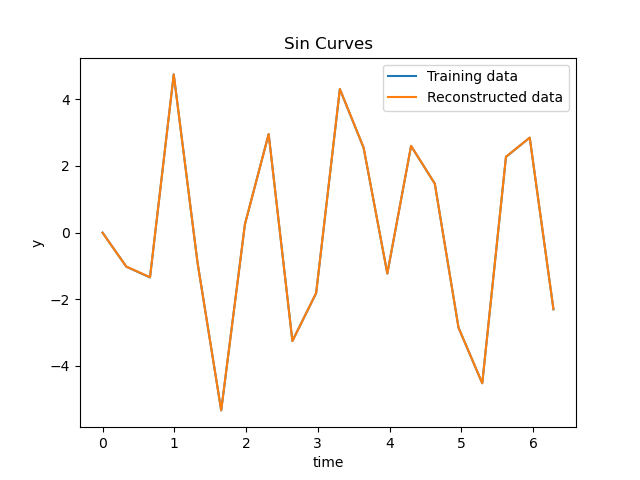 Sin Curves
Training data
Reconstructed data
4
2
0
−2
−4
y
0 1 2 3 4 5 6
time